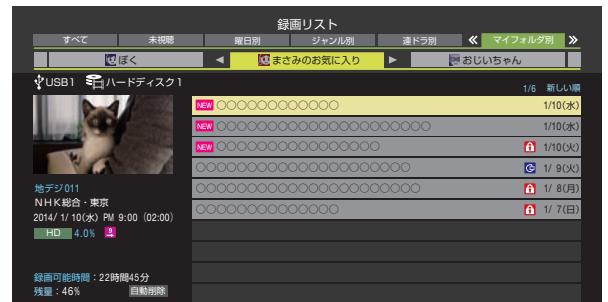 録画リスト
すべて 未視聴 曜日別 ジャンル別 連ドラ別 マイフォルダ別
ぼく まさみのお気に入り おじいちゃん
USB1 ハードディスク1
1/6 新しい順
NEW ○○○○○○○○○○○○ 1/10(水)
NEW ○○○○○○○○○○○○○○○○○○○○○ 1/10(水)
NEW ○○○○○○○○○○○○○○○○ 1/10(火)
○○○○○○○○○○○○○○○○○○○○○ 1/ 9(火)
○○○○○○○○○○○○○○○○○○○○○○ 1/ 8(月)
○○○○○○○○○○○○○○ 1/ 7(日)
地デジ011
NHK総合・東京
2014/ 1/ 10(水) PM 9:00 (02:00)
HD 4.0% 9
録画可能時間:22時間45分
残量:46% 自動削除